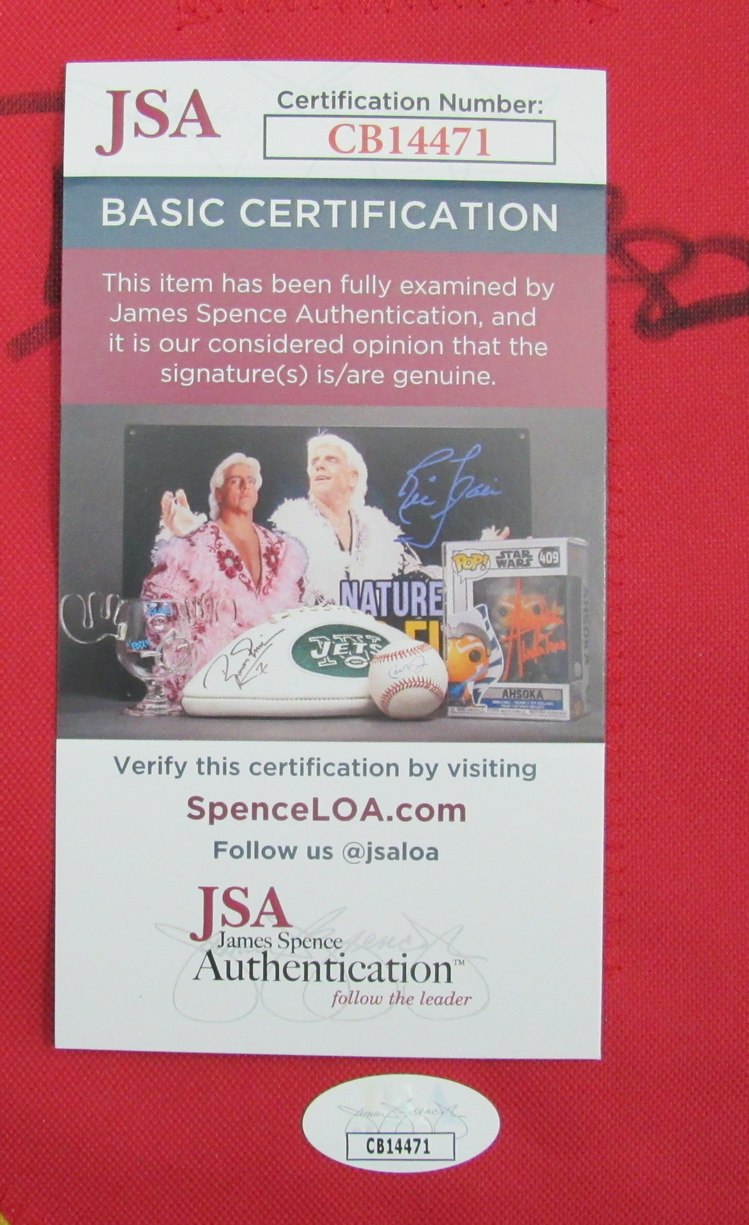 JSA
Certification Number:
CB14471
BASIC CERTIFICATION
This item has been fully examined by
James Spence Authentication, and
it is our considered opinion that the
signature(s) is/are genuine.
NATURE
POP!
STAR
WARS
409
JETS
AHSOKA
Verify this certification by visiting
SpenceLOA.com
Follow us @jsaloa
JSA
James Spence
Authentication™
follow the leader
CB14471